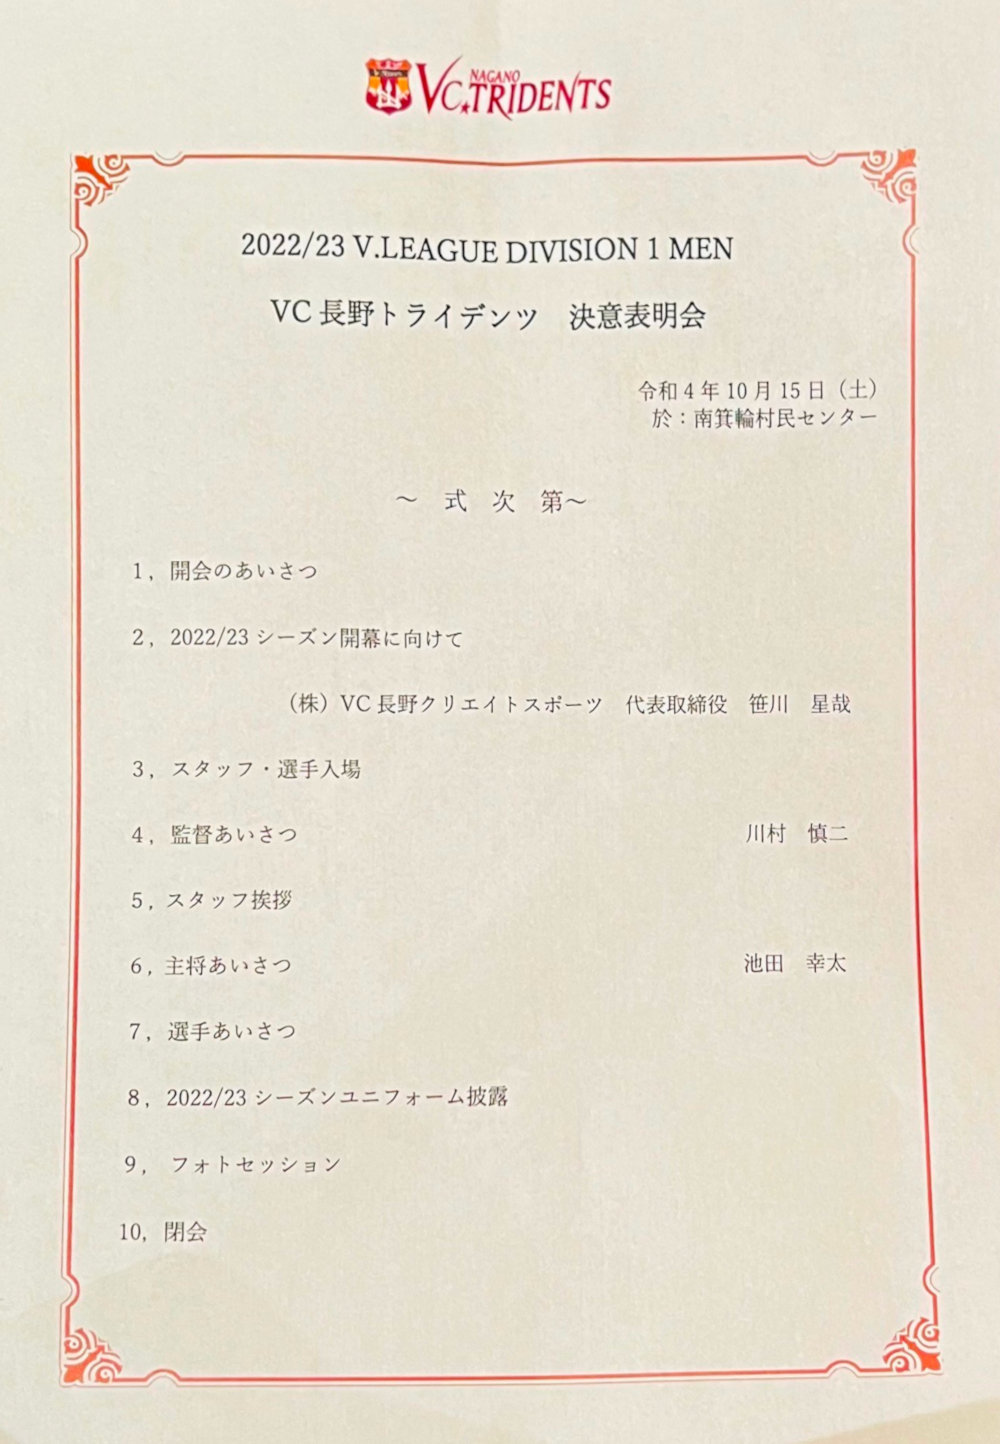 VC NAGANO TRIDENTS
2022/23 V.LEAGUE DIVISION 1 MEN
VC長野トライデンツ　決意表明会
令和4年10月15日（土）
於：南箕輪村民センター
～　式　次　第～
1，開会のあいさつ
2，2022/23 シーズン開幕に向けて
（株）VC長野クリエイトスポーツ　代表取締役　笹川　星哉
3，スタッフ・選手入場
4，監督あいさつ　川村　慎二
5，スタッフ挨拶
6，主将あいさつ　池田　幸太
7，選手あいさつ
8，2022/23 シーズンユニフォーム披露
9，フォトセッション
10，閉会